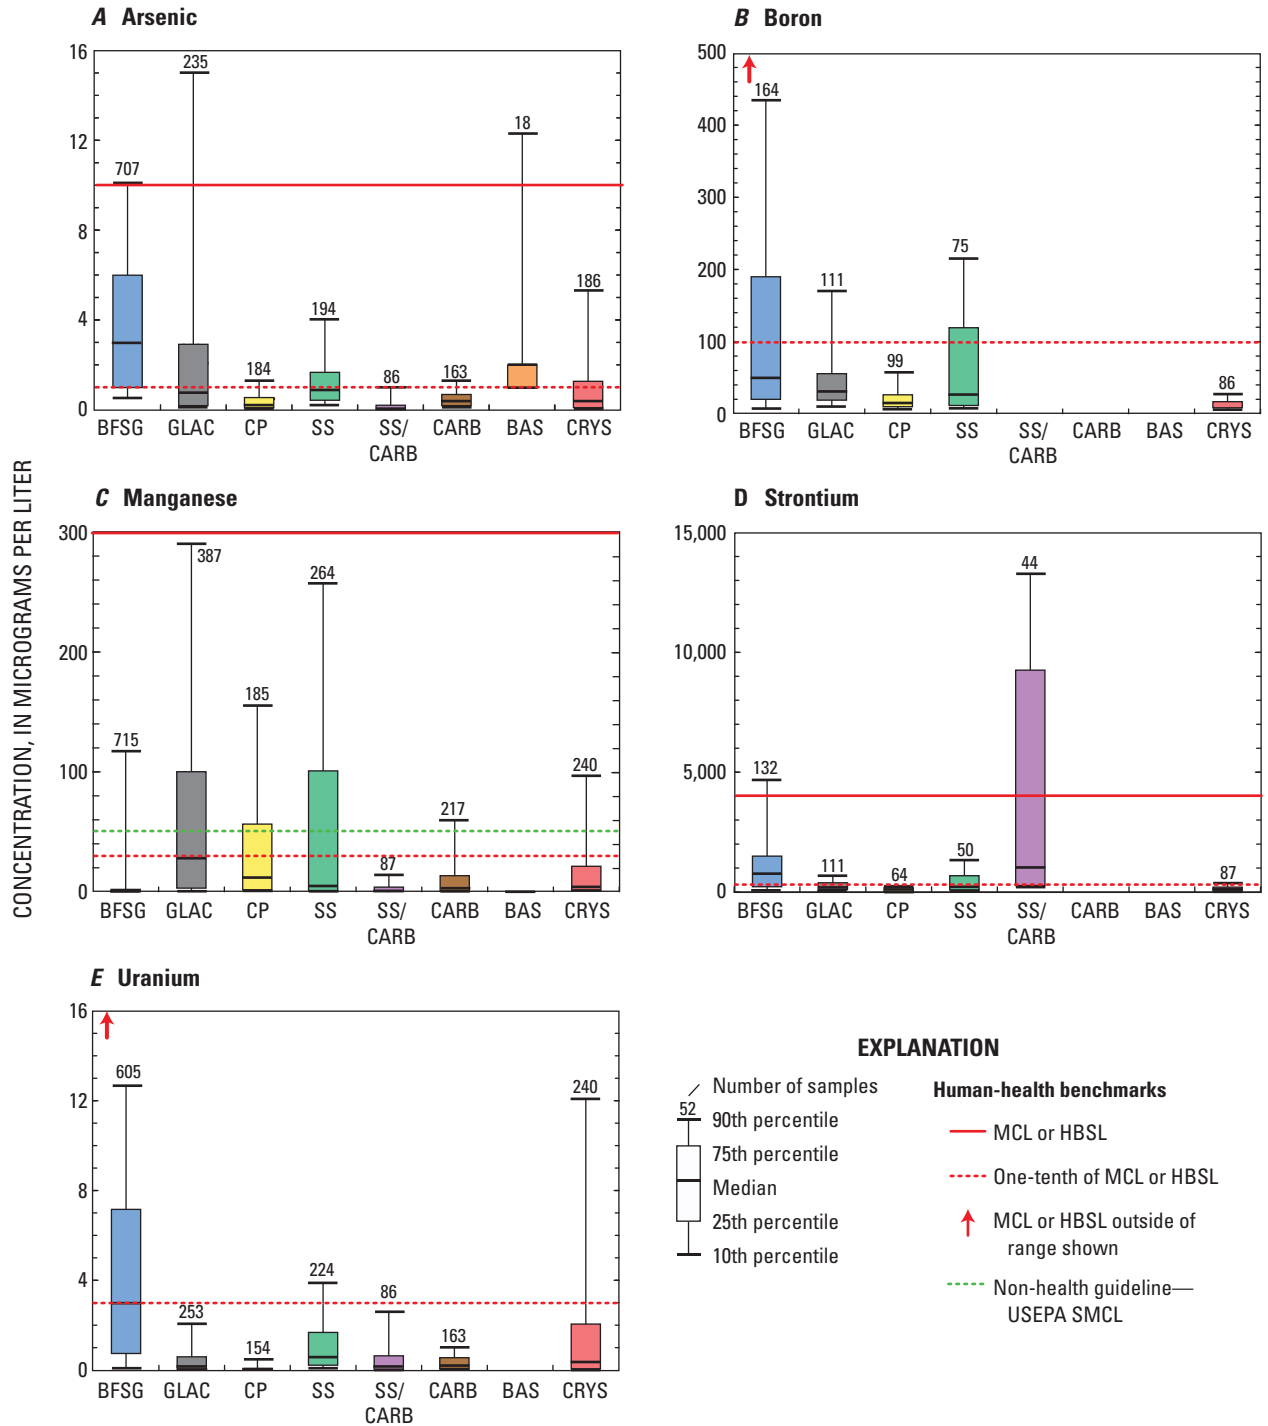 A Arsenic
16
12
8
4
0
707
235
184
194
86
163
18
186
BFSG GLAC CP SS SS/ CARB BAS CRYS
CARB
B Boron
500
400
300
200
100
0
164
111
99
75
86
BFSG GLAC CP SS SS/ CARB BAS CRYS
CARB
CONCENTRATION, IN MICROGRAMS PER LITER
C Manganese
300
200
100
0
715
387
185
264
87
217
240
BFSG GLAC CP SS SS/ CARB BAS CRYS
CARB
D Strontium
15,000
10,000
5,000
0
132
111
64
50
44
87
BFSG GLAC CP SS SS/ CARB BAS CRYS
CARB
E Uranium
16
12
8
4
0
605
253
154
224
86
163
240
BFSG GLAC CP SS SS/ CARB BAS CRYS
CARB
EXPLANATION
Number of samples
52
90th percentile
75th percentile
Median
25th percentile
10th percentile
Human-health benchmarks
MCL or HBSL
One-tenth of MCL or HBSL
MCL or HBSL outside of
range shown
Non-health guideline—
USEPA SMCL